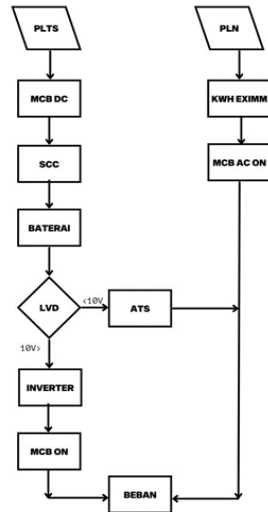 PLTS
PLN
MCB DC
KWH EXIMM
SCC
MCB AC ON
BATERAI
LVD
<10V
ATS
10V>
INVERTER
MCB ON
BEBAN